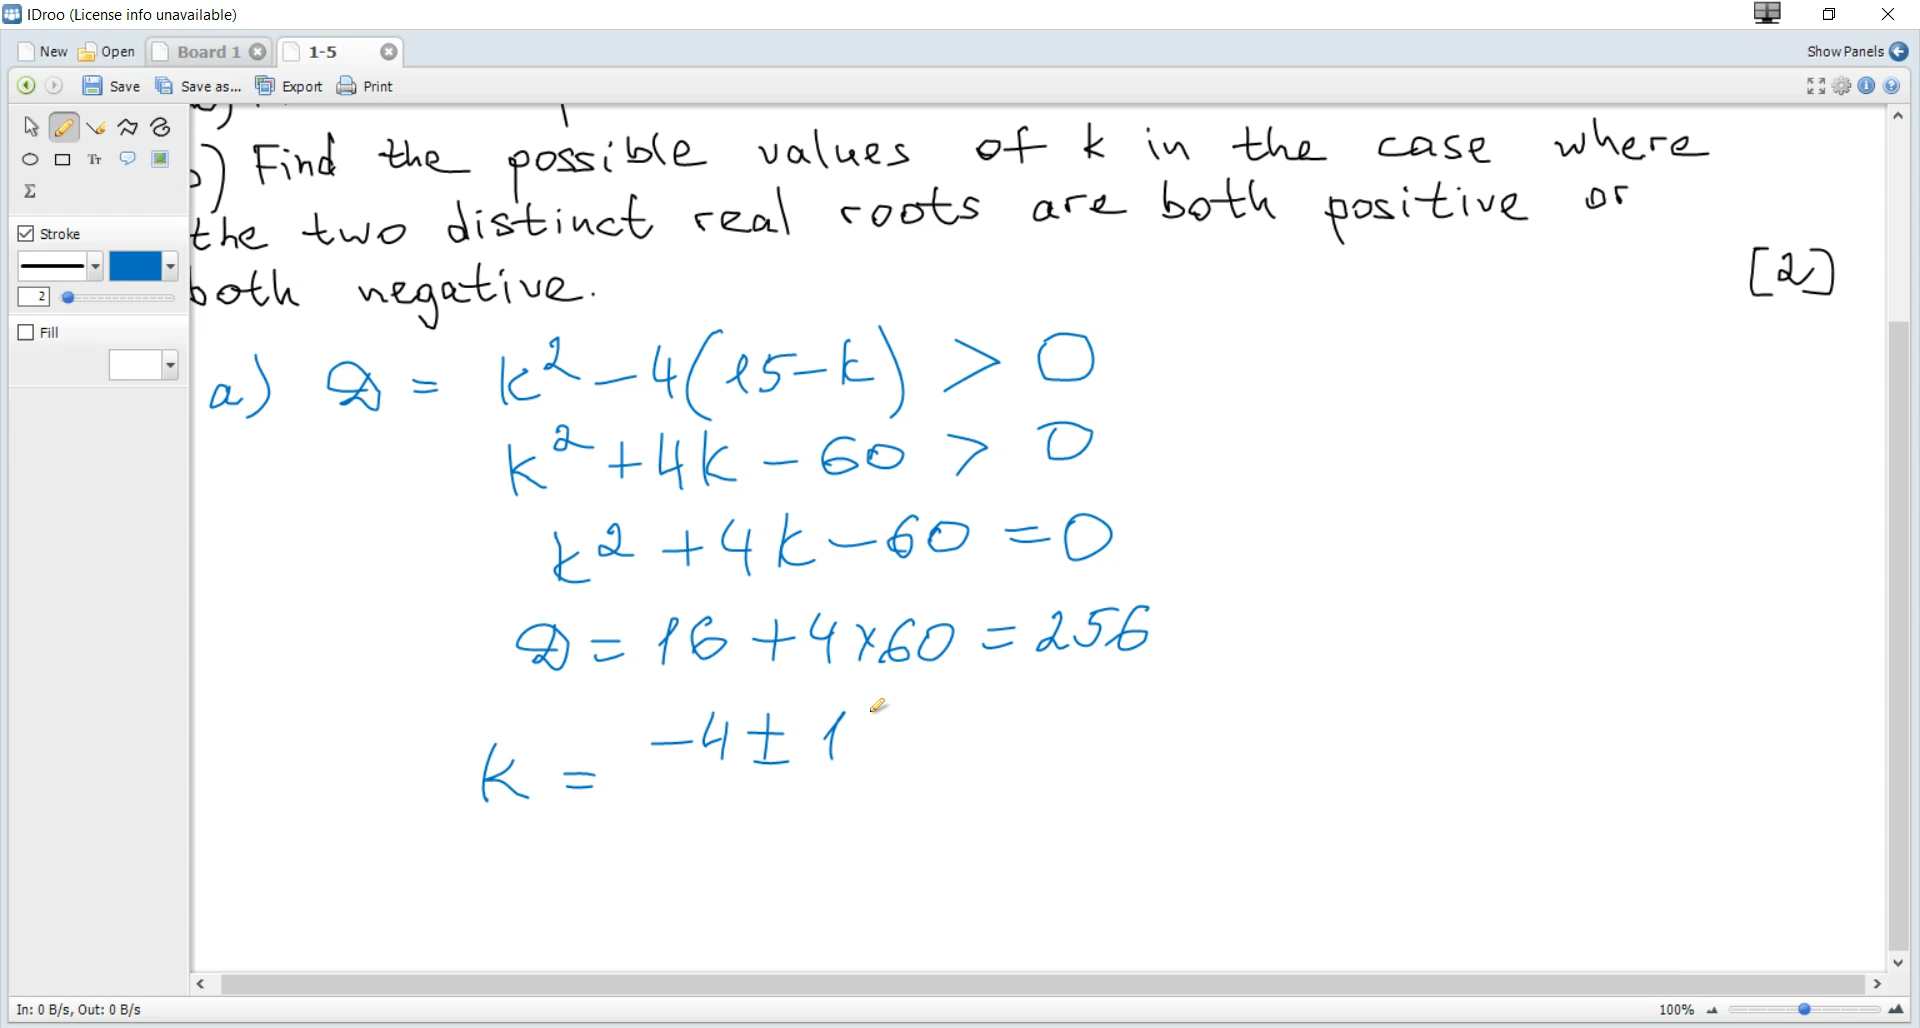 IDroo (License info unavailable)
New Open Board 1 1-5 Show Panels
Save Save as... Export Print
Tr
Σ
Stroke
2
Fill
) Find the possible values of k in the case where
the two distinct real roots are both positive or
both negative. [2]
a) D = k² - 4(15 - k) > 0
k² + 4k - 60 > 0
k² + 4k - 60 = 0
D = 16 + 4×60 = 256
k = -4 ± 1
In: 0 B/s, Out: 0 B/s 100%